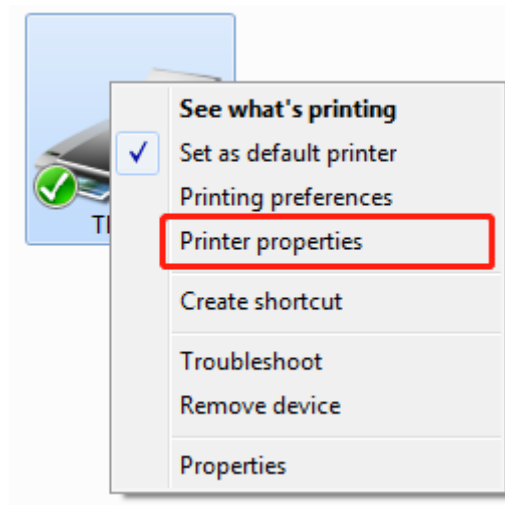 See what's printing
Set as default printer
Printing preferences
Printer properties
Create shortcut
Troubleshoot
Remove device
Properties